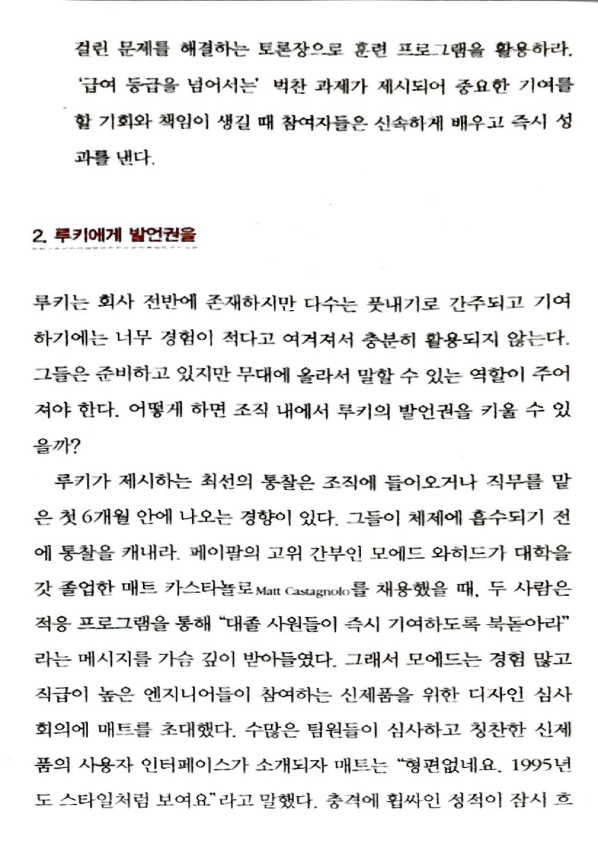 걸린 문제를 해결하는 토론장으로 훈련 프로그램을 활용하라.
‘급여 등급을 넘어서는’ 벅찬 과제가 제시되어 중요한 기여를
할 기회와 책임이 생길 때 참여자들은 신속하게 배우고 즉시 성
과를 낸다.
2. 루키에게 발언권을
루키는 회사 전반에 존재하지만 다수는 풋내기로 간주되고 기여
하기에는 너무 경험이 적다고 여겨져서 충분히 활용되지 않는다.
그들은 준비하고 있지만 무대에 올라서 말할 수 있는 역할이 주어
져야 한다. 어떻게 하면 조직 내에서 루키의 발언권을 키울 수 있
을까?
루키가 제시하는 최선의 통찰은 조직에 들어오거나 직무를 맡
은 첫 6개월 안에 나오는 경향이 있다. 그들이 체제에 흡수되기 전
에 통찰을 캐내라. 페이팔의 고위 간부인 모에드 와히드가 대학을
갓 졸업한 매트 카스타뇰로Matt Castagnolo를 채용했을 때, 두 사람은
적응 프로그램을 통해 “대졸 사원들이 즉시 기여하도록 북돋아라”
라는 메시지를 가슴 깊이 받아들였다. 그래서 모에드는 경험 많고
직급이 높은 엔지니어들이 참여하는 신제품을 위한 디자인 심사
회의에 매트를 초대했다. 수많은 팀원들이 심사하고 칭찬한 신제
품의 사용자 인터페이스가 소개되자 매트는 “형편없네요. 1995년
도 스타일처럼 보여요”라고 말했다. 충격에 휩싸인 정적이 잠시 흐